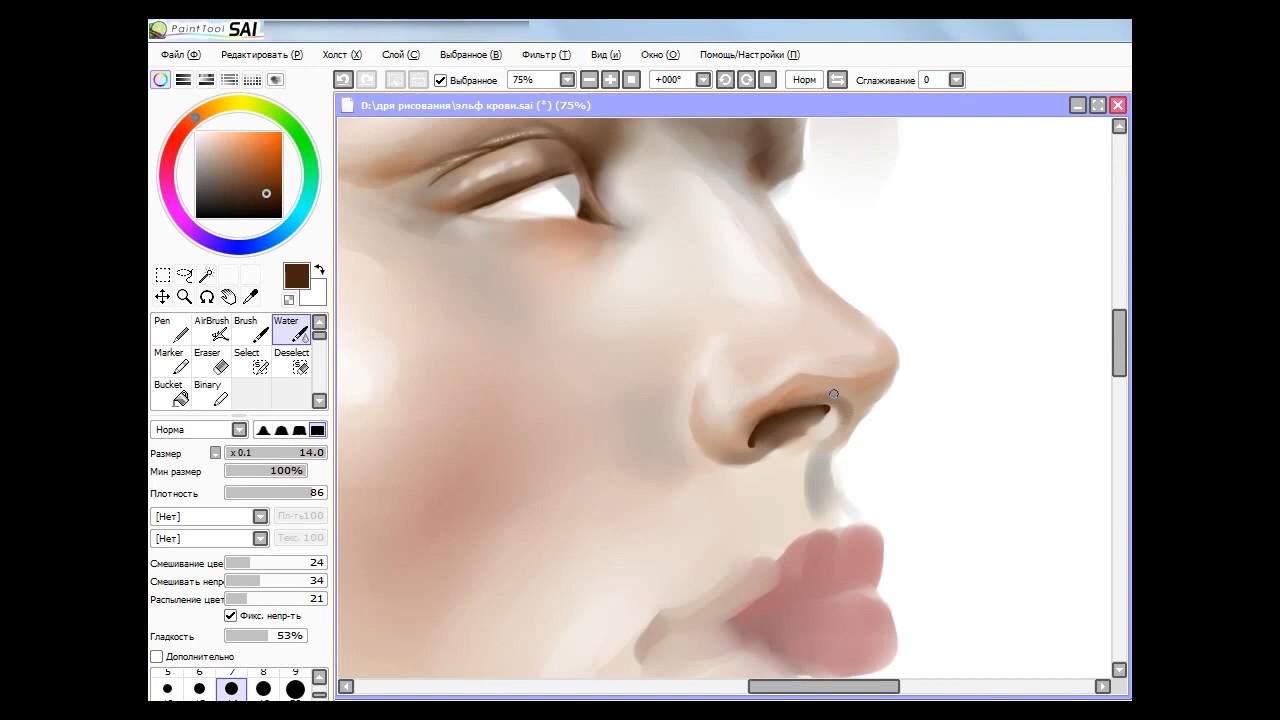 PaintTool SAI
Файл (Ф) Редактировать (Р) Холст (X) Слой (С) Выбранное (В) Фильтр (Т) Вид (и) Окно (О) Помощь/Настройки (П)
Выбранное 75% +000° Норм Сглаживание 0
D:\дря рисования\эльф крови.sai (*) (75%)
Pen AirBrush Brush Water
Marker Eraser Select Deselect
Bucket Binary
Норма
Размер x 0.1 14.0
Мин размер 100%
Плотность 86
[Нет] Пл-ть100
[Нет] Текс. 100
Смешивание цве 24
Смешивать непр 34
Распыление цвет 21
Фикс. непр-ть
Гладкость 53%
Дополнительно
5 6 7 8 9